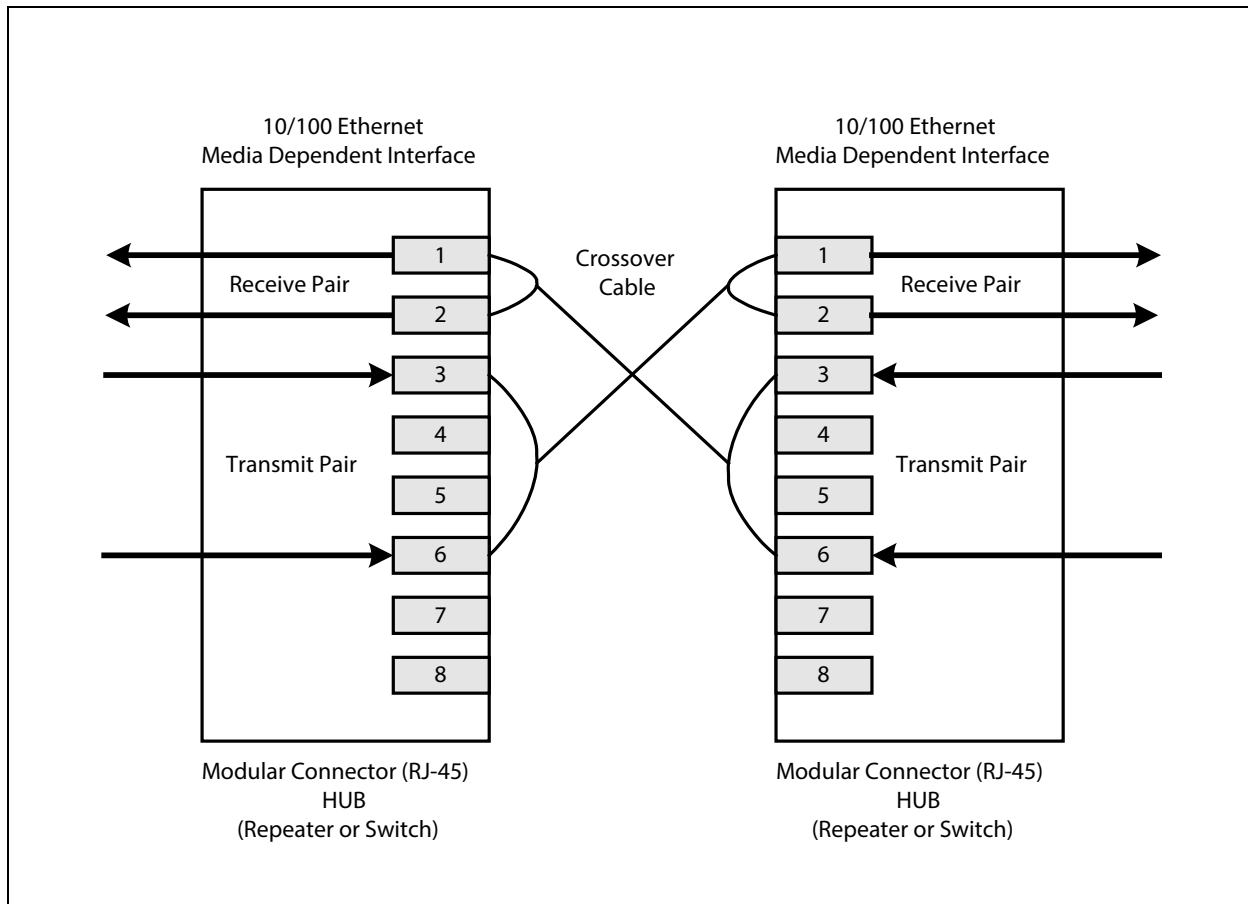 10/100 Ethernet
Media Dependent Interface
1
Receive Pair
2
3
4
Transmit Pair
5
6
7
8
Modular Connector (RJ-45)
HUB
(Repeater or Switch)
Crossover
Cable
10/100 Ethernet
Media Dependent Interface
1
Receive Pair
2
3
4
Transmit Pair
5
6
7
8
Modular Connector (RJ-45)
HUB
(Repeater or Switch)